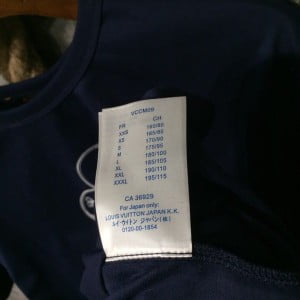 VCCM09
FR CH
XXS 160/80
XS 165/85
S 170/90
M 175/95
L 180/100
XL 185/105
XXL 190/110
XXXL 195/115
CA 36929
For Japan only:
LOUIS VUITTON JAPAN K.K.
ルイ・ヴィトン ジャパン(株)
0120-00-1854